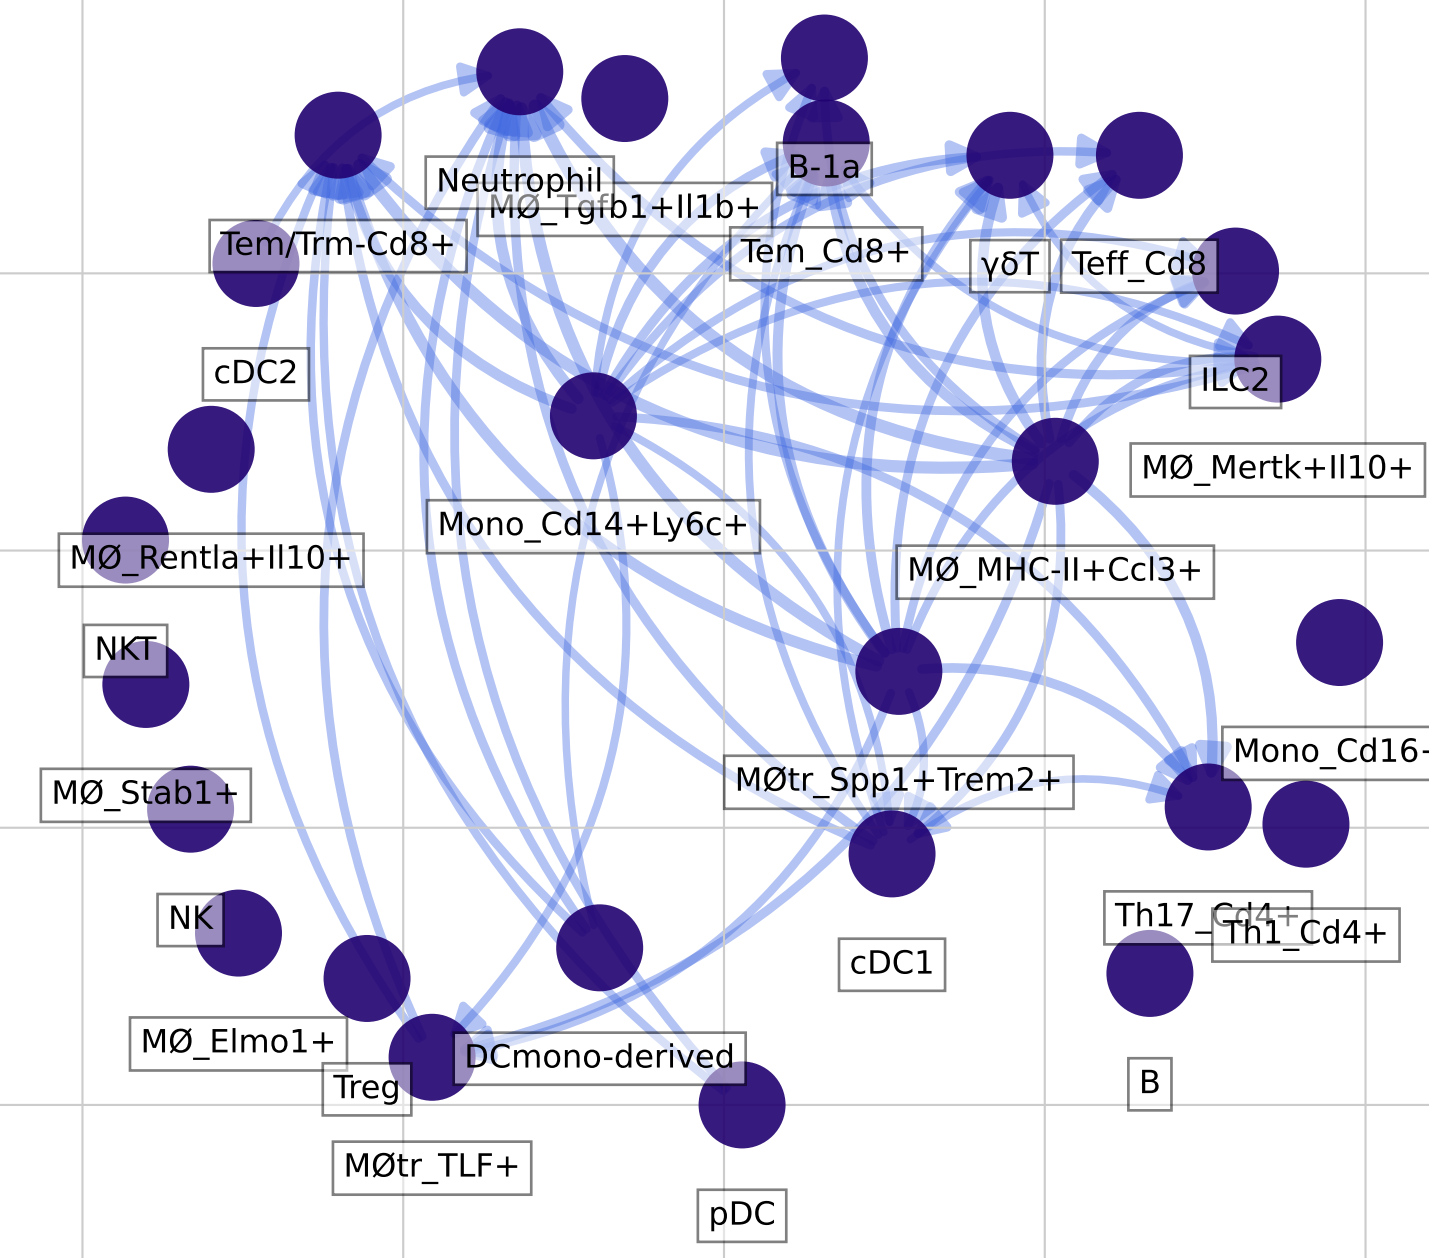 B-1a
Neutrophil
MØ_Tgfb1+Il1b+
Tem/Trm-Cd8+
Tem_Cd8+
γδT
Teff_Cd8
cDC2
ILC2
MØ_Mertk+Il10+
Mono_Cd14+Ly6c+
MØ_Rentla+Il10+
MØ_MHC-II+Ccl3+
NKT
Mono_Cd16-
MØ_Stab1+
MØtr_Spp1+Trem2+
NK
Th17_Cd4+
Th1_Cd4+
cDC1
MØ_Elmo1+
DCmono-derived
Treg
B
MØtr_TLF+
pDC